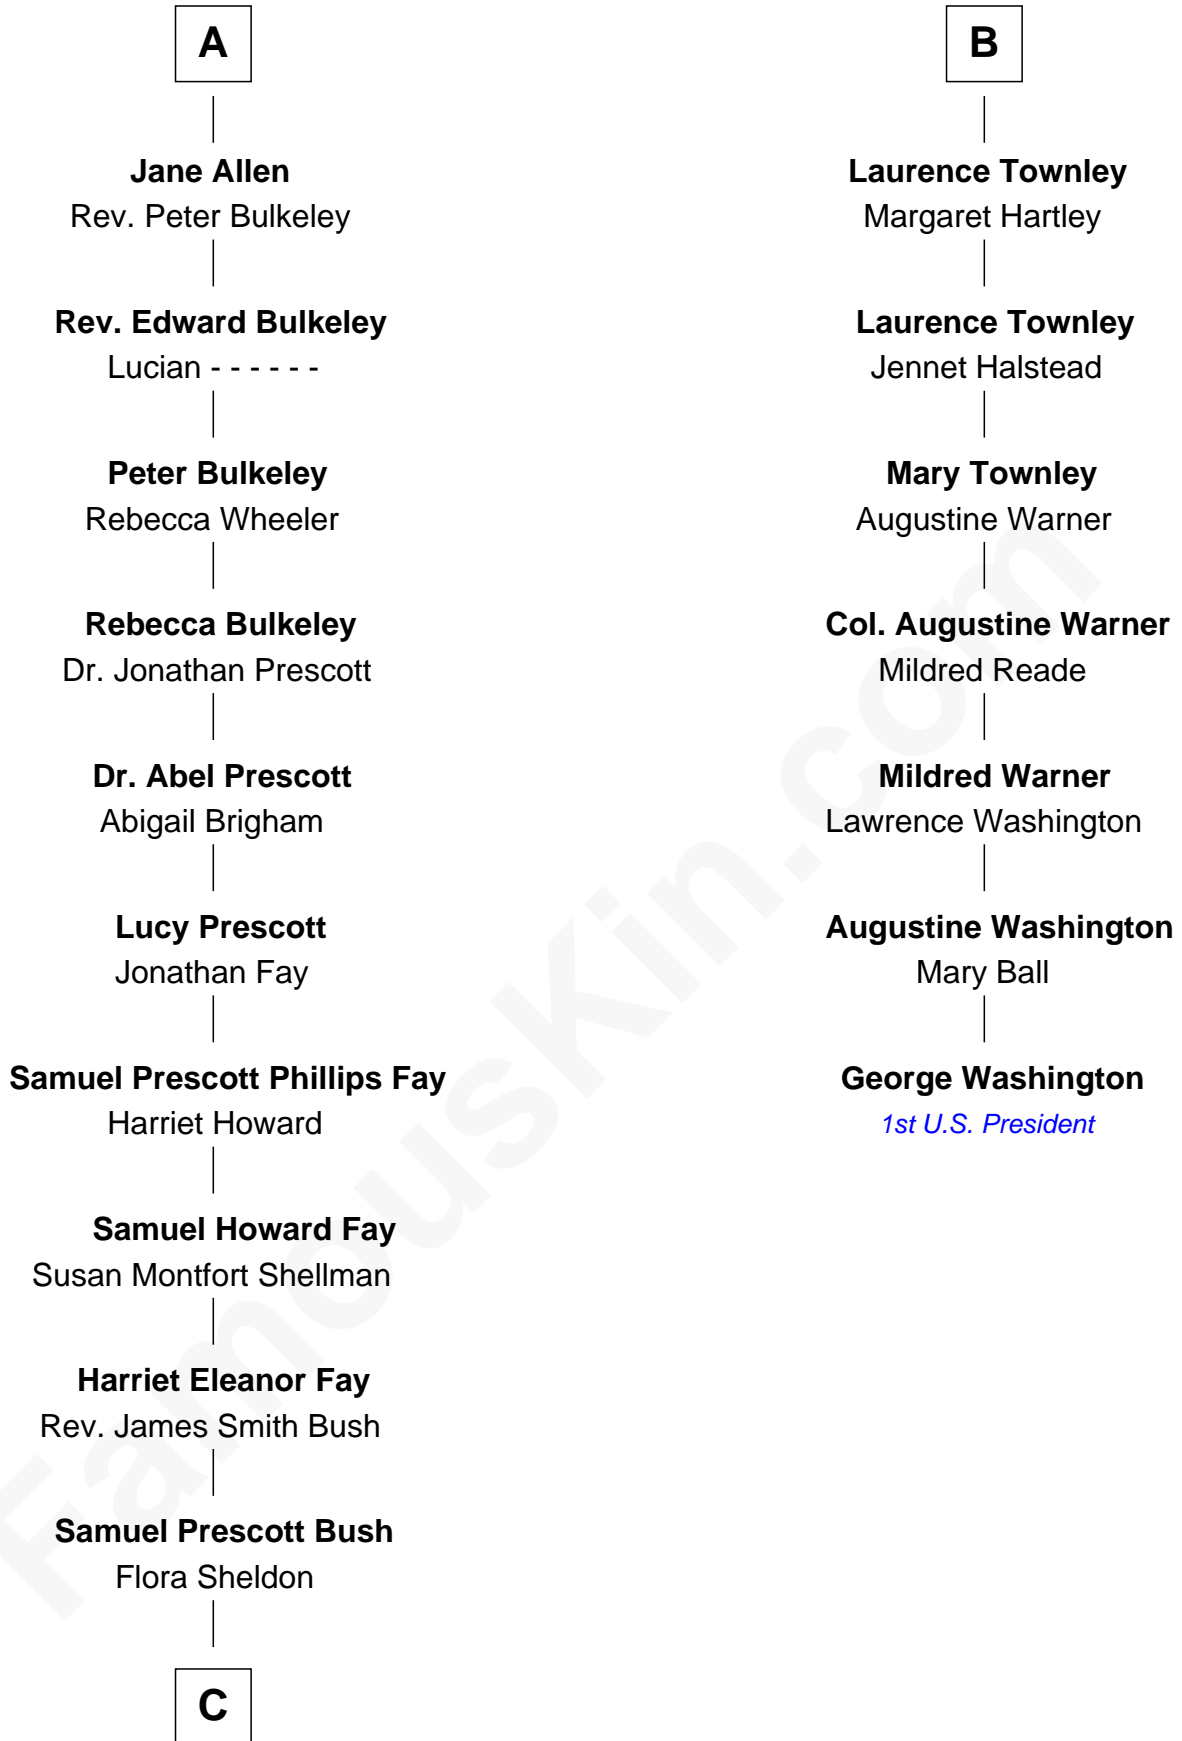 A
Jane Allen
Rev. Peter Bulkeley
Rev. Edward Bulkeley
Lucian - - - - - -
Peter Bulkeley
Rebecca Wheeler
Rebecca Bulkeley
Dr. Jonathan Prescott
Dr. Abel Prescott
Abigail Brigham
Lucy Prescott
Jonathan Fay
Samuel Prescott Phillips Fay
Harriet Howard
Samuel Howard Fay
Susan Montfort Shellman
Harriet Eleanor Fay
Rev. James Smith Bush
Samuel Prescott Bush
Flora Sheldon
C
B
Laurence Townley
Margaret Hartley
Laurence Townley
Jennet Halstead
Mary Townley
Augustine Warner
Col. Augustine Warner
Mildred Reade
Mildred Warner
Lawrence Washington
Augustine Washington
Mary Ball
George Washington
1st U.S. President
FamousKin.com